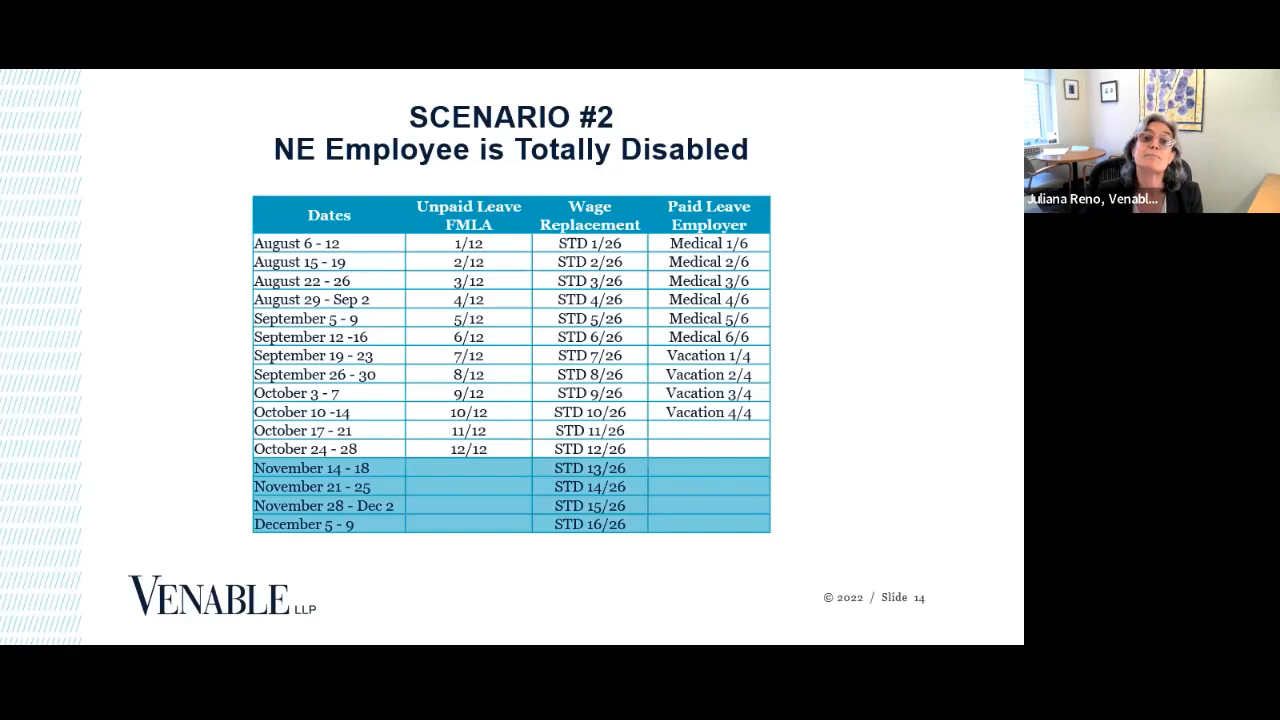 SCENARIO #2
NE Employee is Totally Disabled
Dates Unpaid Leave FMLA Wage Replacement Paid Leave Employer
August 6 - 12 1/12 STD 1/26 Medical 1/6
August 15 - 19 2/12 STD 2/26 Medical 2/6
August 22 - 26 3/12 STD 3/26 Medical 3/6
August 29 - Sep 2 4/12 STD 4/26 Medical 4/6
September 5 - 9 5/12 STD 5/26 Medical 5/6
September 12 -16 6/12 STD 6/26 Medical 6/6
September 19 - 23 7/12 STD 7/26 Vacation 1/4
September 26 - 30 8/12 STD 8/26 Vacation 2/4
October 3 - 7 9/12 STD 9/26 Vacation 3/4
October 10 -14 10/12 STD 10/26 Vacation 4/4
October 17 - 21 11/12 STD 11/26
October 24 - 28 12/12 STD 12/26
November 14 - 18 STD 13/26
November 21 - 25 STD 14/26
November 28 - Dec 2 STD 15/26
December 5 - 9 STD 16/26
VENABLE LLP
© 2022 / Slide 14
Juliana Reno, Venabl...